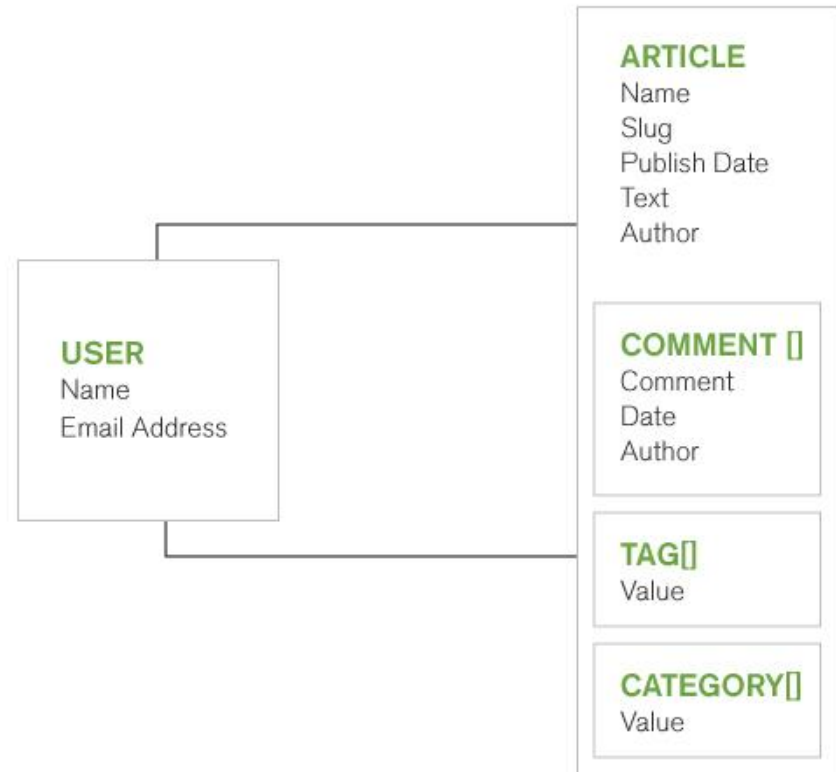 USER
Name
Email Address
ARTICLE
Name
Slug
Publish Date
Text
Author
COMMENT []
Comment
Date
Author
TAG[]
Value
CATEGORY[]
Value